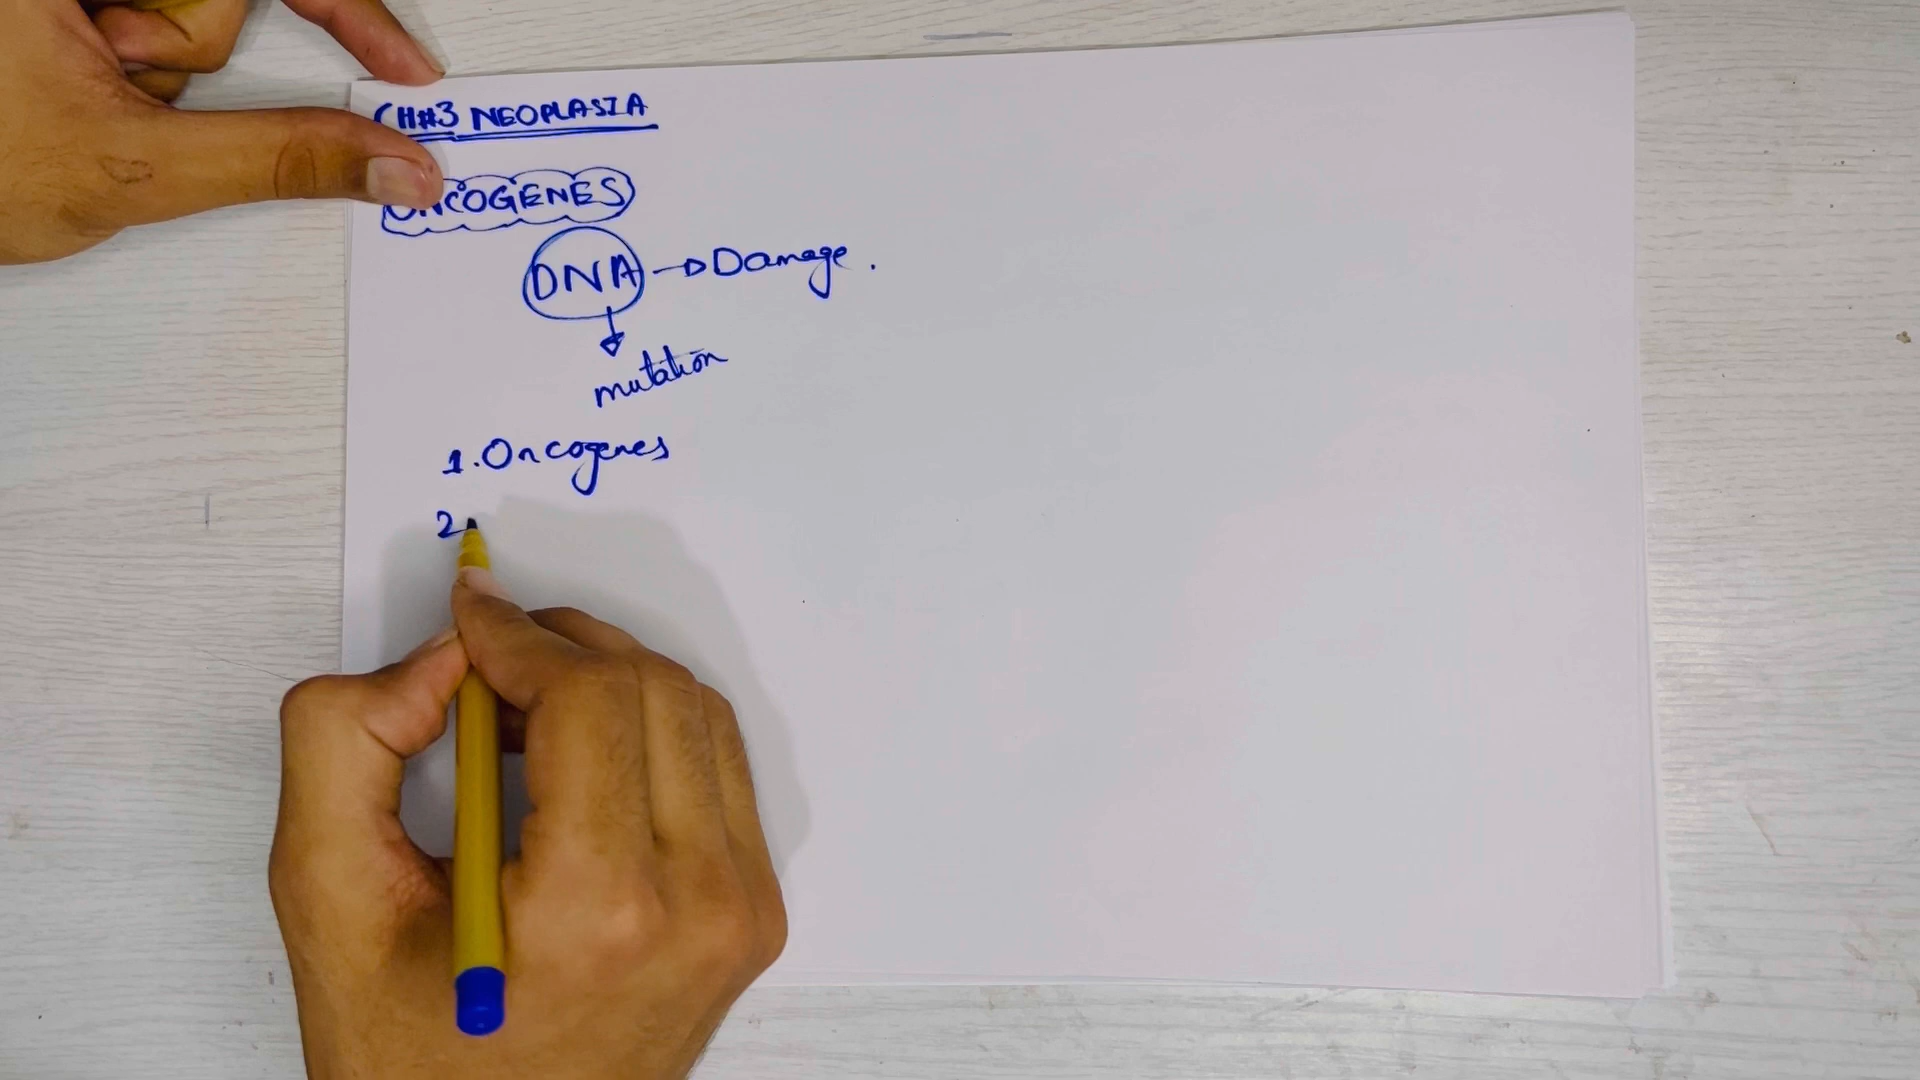 CH#3 NEOPLASIA
ONCOGENES
DNA → Damage .
mutation
1. Oncogenes
2